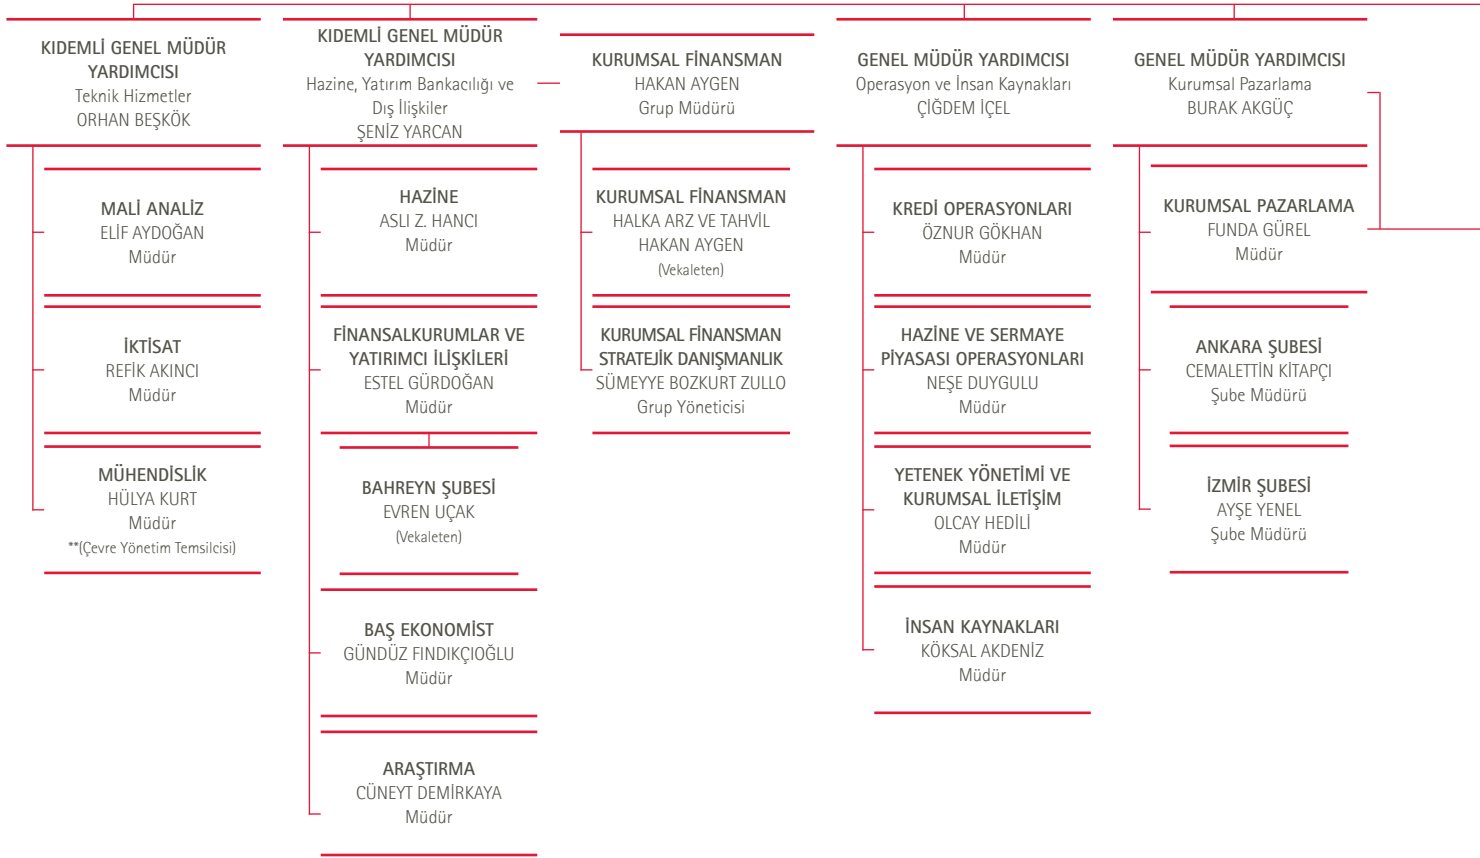 KIDEMLİ GENEL MÜDÜR
YARDIMCISI
Teknik Hizmetler
ORHAN BEŞKÖK
MALİ ANALİZ
ELİF AYDOĞAN
Müdür
İKTİSAT
REFİK AKINCI
Müdür
MÜHENDİSLİK
HÜLYA KURT
Müdür
**(Çevre Yönetim Temsilcisi)
KIDEMLİ GENEL MÜDÜR
YARDIMCISI
Hazine, Yatırım Bankacılığı ve
Dış İlişkiler
ŞENİZ YARCAN
HAZİNE
ASLI Z. HANCI
Müdür
FİNANSALKURUMLAR VE
YATIRIMCI İLİŞKİLERİ
ESTEL GÜRDOĞAN
Müdür
BAHREYN ŞUBESİ
EVREN UÇAK
(Vekaleten)
BAŞ EKONOMİST
GÜNDÜZ FINDIKÇIOĞLU
Müdür
ARAŞTIRMA
CÜNEYT DEMİRKAYA
Müdür
KURUMSAL FİNANSMAN
HAKAN AYGEN
Grup Müdürü
KURUMSAL FİNANSMAN
HALKA ARZ VE TAHVİL
HAKAN AYGEN
(Vekaleten)
KURUMSAL FİNANSMAN
STRATEJİK DANIŞMANLIK
SÜMEYYE BOZKURT ZULLO
Grup Yöneticisi
GENEL MÜDÜR YARDIMCISI
Operasyon ve İnsan Kaynakları
ÇİĞDEM İÇEL
KREDİ OPERASYONLARI
ÖZNUR GÖKHAN
Müdür
HAZİNE VE SERMAYE
PİYASASI OPERASYONLARI
NEŞE DUYGULU
Müdür
YETENEK YÖNETİMİ VE
KURUMSAL İLETİŞİM
OLCAY HEDİLİ
Müdür
İNSAN KAYNAKLARI
KÖKSAL AKDENİZ
Müdür
GENEL MÜDÜR YARDIMCISI
Kurumsal Pazarlama
BURAK AKGÜÇ
KURUMSAL PAZARLAMA
FUNDA GÜREL
Müdür
ANKARA ŞUBESİ
CEMALETTİN KİTAPÇI
Şube Müdürü
İZMİR ŞUBESİ
AYŞE YENEL
Şube Müdürü